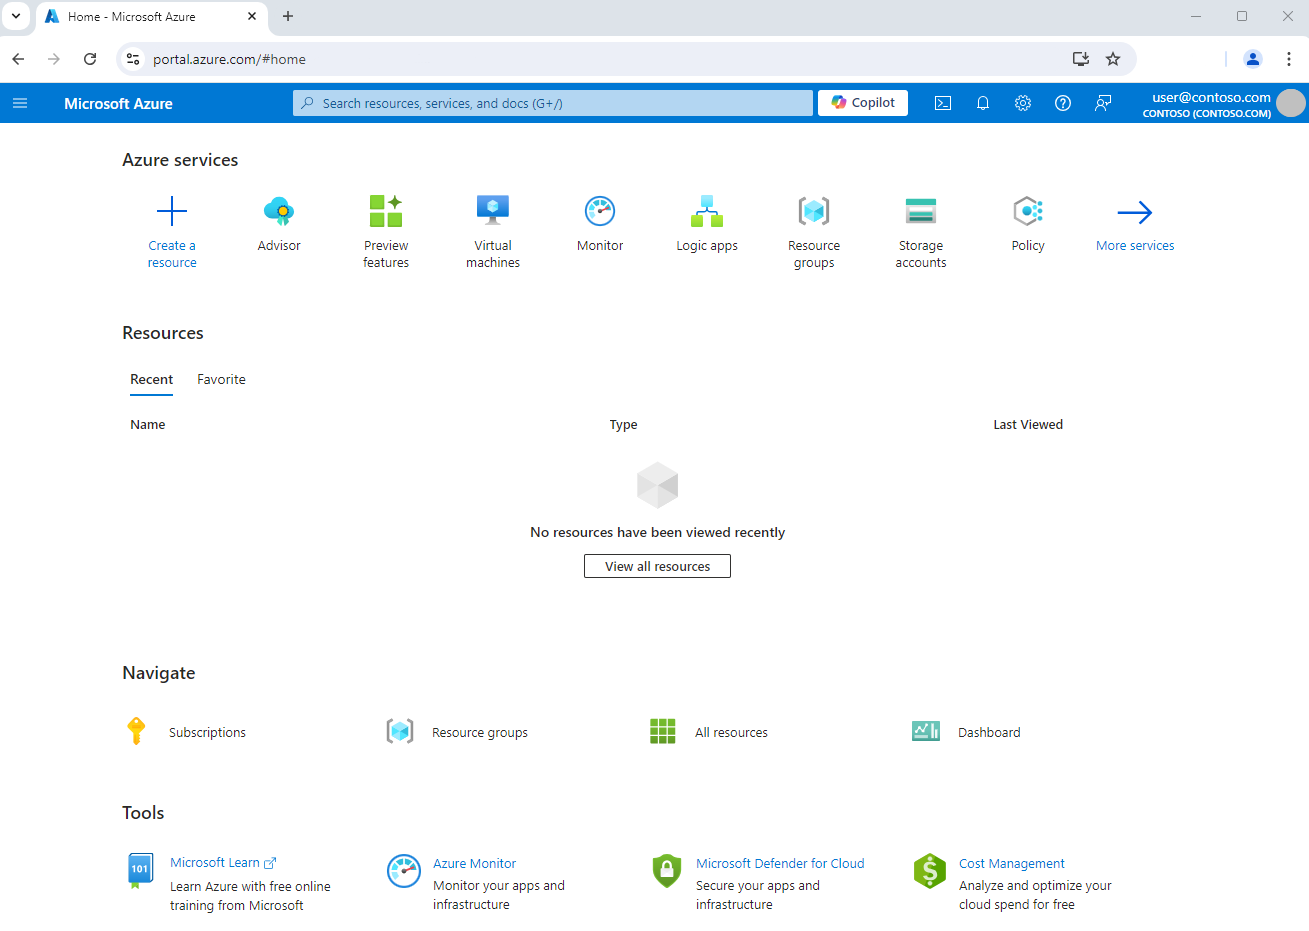 Home - Microsoft Azure
portal.azure.com/#home
Microsoft Azure
Search resources, services, and docs (G+/)
Copilot
user@contoso.com
CONTOSO (CONTOSO.COM)
Azure services
Create a
resource
Advisor
Preview
features
Virtual
machines
Monitor
Logic apps
Resource
groups
Storage
accounts
Policy
More services
Resources
Recent
Favorite
Name
Type
Last Viewed
No resources have been viewed recently
View all resources
Navigate
Subscriptions
Resource groups
All resources
Dashboard
Tools
101
Microsoft Learn
Learn Azure with free online
training from Microsoft
Azure Monitor
Monitor your apps and
infrastructure
Microsoft Defender for Cloud
Secure your apps and
infrastructure
$
Cost Management
Analyze and optimize your
cloud spend for free